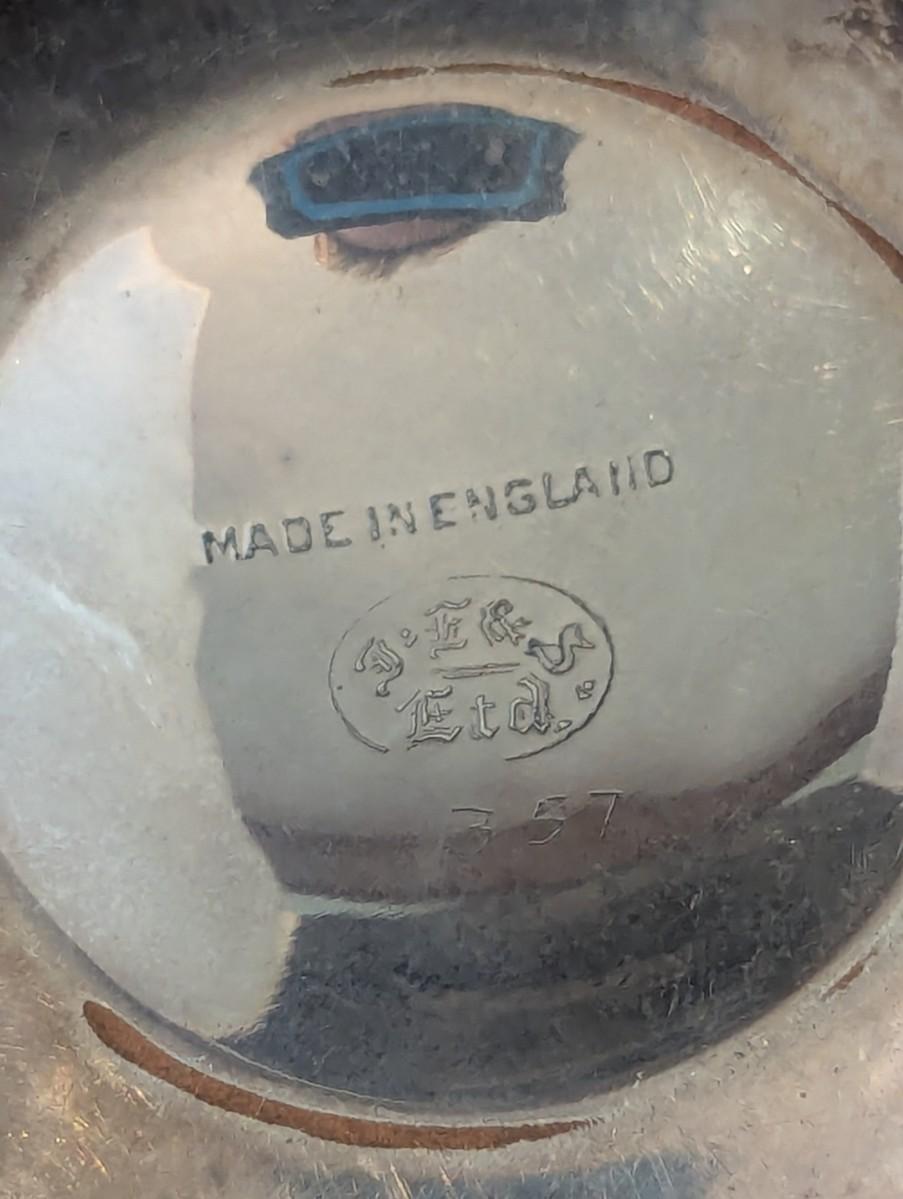 MADE IN ENGLAND
J. E & S
Ltd.
357